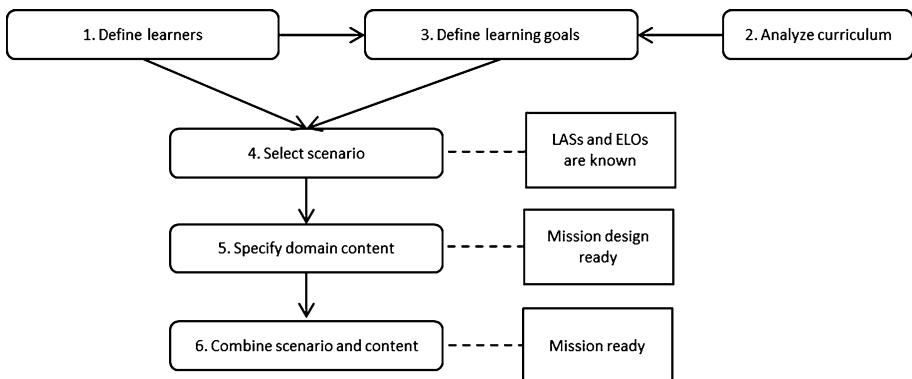 1. Define learners
3. Define learning goals
2. Analyze curriculum
4. Select scenario
LASs and ELOs
are known
5. Specify domain content
Mission design
ready
6. Combine scenario and content
Mission ready